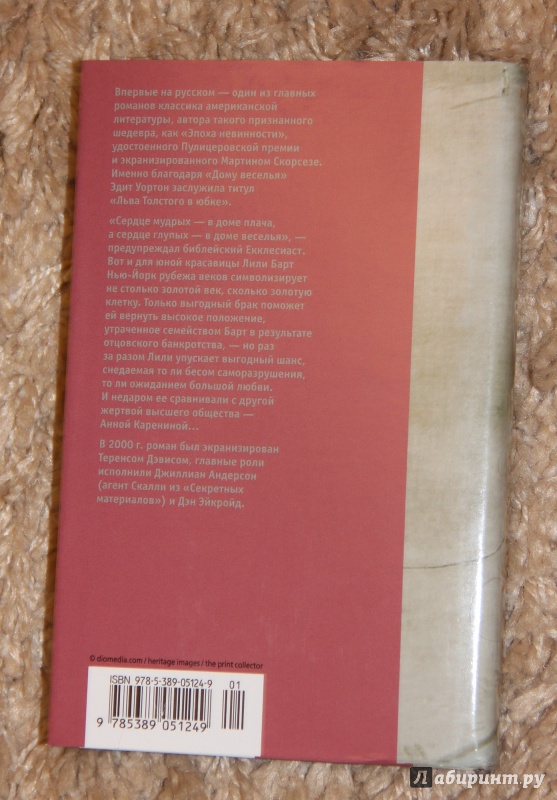 Впервые на русском — один из главных
романов классика американской
литературы, автора такого признанного
шедевра, как «Эпоха невинности»,
удостоенного Пулицеровской премии
и экранизированного Мартином Скорсезе.
Именно благодаря «Дому веселья»
Эдит Уортон заслужила титул
«Льва Толстого в юбке».
«Сердце мудрых — в доме плача,
а сердце глупых — в доме веселья», —
предупреждал библейский Екклесиаст.
Вот и для юной красавицы Лили Барт
Нью-Йорк рубежа веков символизирует
не столько золотой век, сколько золотую
клетку. Только выгодный брак поможет
ей вернуть высокое положение,
утраченное семейством Барт в результате
отцовского банкротства, — но раз
за разом Лили упускает выгодный шанс,
снедаемая то ли бесом саморазрушения,
то ли ожиданием большой любви.
И недаром ее сравнивали с другой
жертвой высшего общества —
Анной Карениной...
В 2000 г. роман был экранизирован
Теренсом Дэвисом, главные роли
исполнили Джиллиан Андерсон
(агент Скалли из «Секретных
материалов») и Дэн Эйкройд.
© diomedia.com / heritage images / the print collector
ISBN 978-5-389-05124-9
01
9 785389 051249
Лабиринт.ру